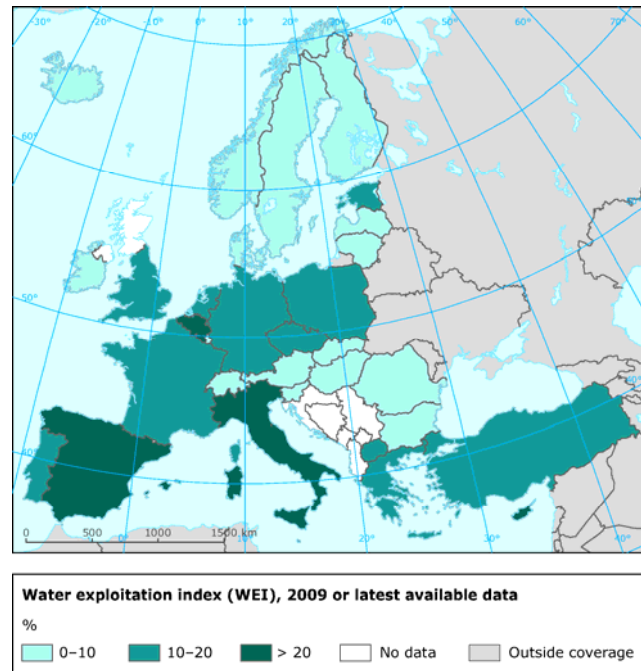 -30° -20° -10° 0° 10° 20° 30° 40° 50° 60° 70°
60°
50°
40°
0 500 1000 1500 km
0° 10° 20° 30° 40°
Water exploitation index (WEI), 2009 or latest available data
%
0–10 10–20 > 20 No data Outside coverage